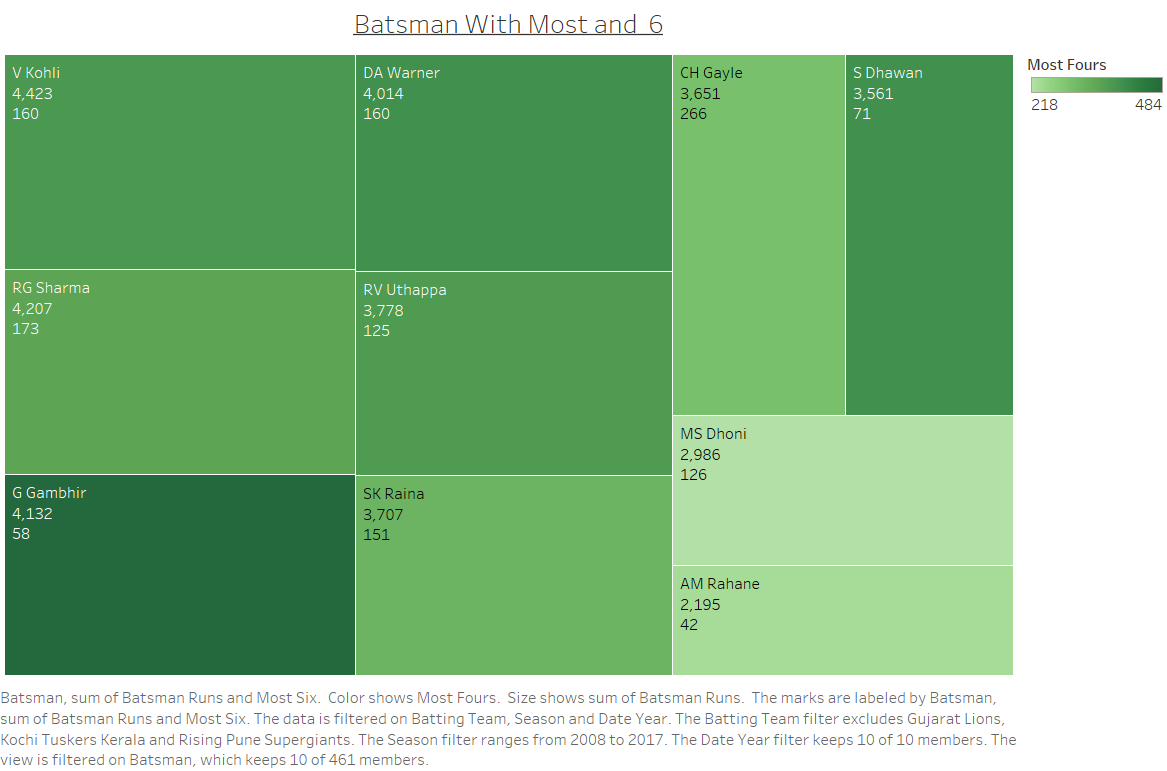 Batsman With Most and  6
V Kohli
4,423
160
RG Sharma
4,207
173
G Gambhir
4,132
58
DA Warner
4,014
160
RV Uthappa
3,778
125
SK Raina
3,707
151
CH Gayle
3,651
266
S Dhawan
3,561
71
MS Dhoni
2,986
126
AM Rahane
2,195
42
Most Fours
218 484
Batsman, sum of Batsman Runs and Most Six.  Color shows Most Fours.  Size shows sum of Batsman Runs.  The marks are labeled by Batsman,
sum of Batsman Runs and Most Six. The data is filtered on Batting Team, Season and Date Year. The Batting Team filter excludes Gujarat Lions,
Kochi Tuskers Kerala and Rising Pune Supergiants. The Season filter ranges from 2008 to 2017. The Date Year filter keeps 10 of 10 members. The
view is filtered on Batsman, which keeps 10 of 461 members.